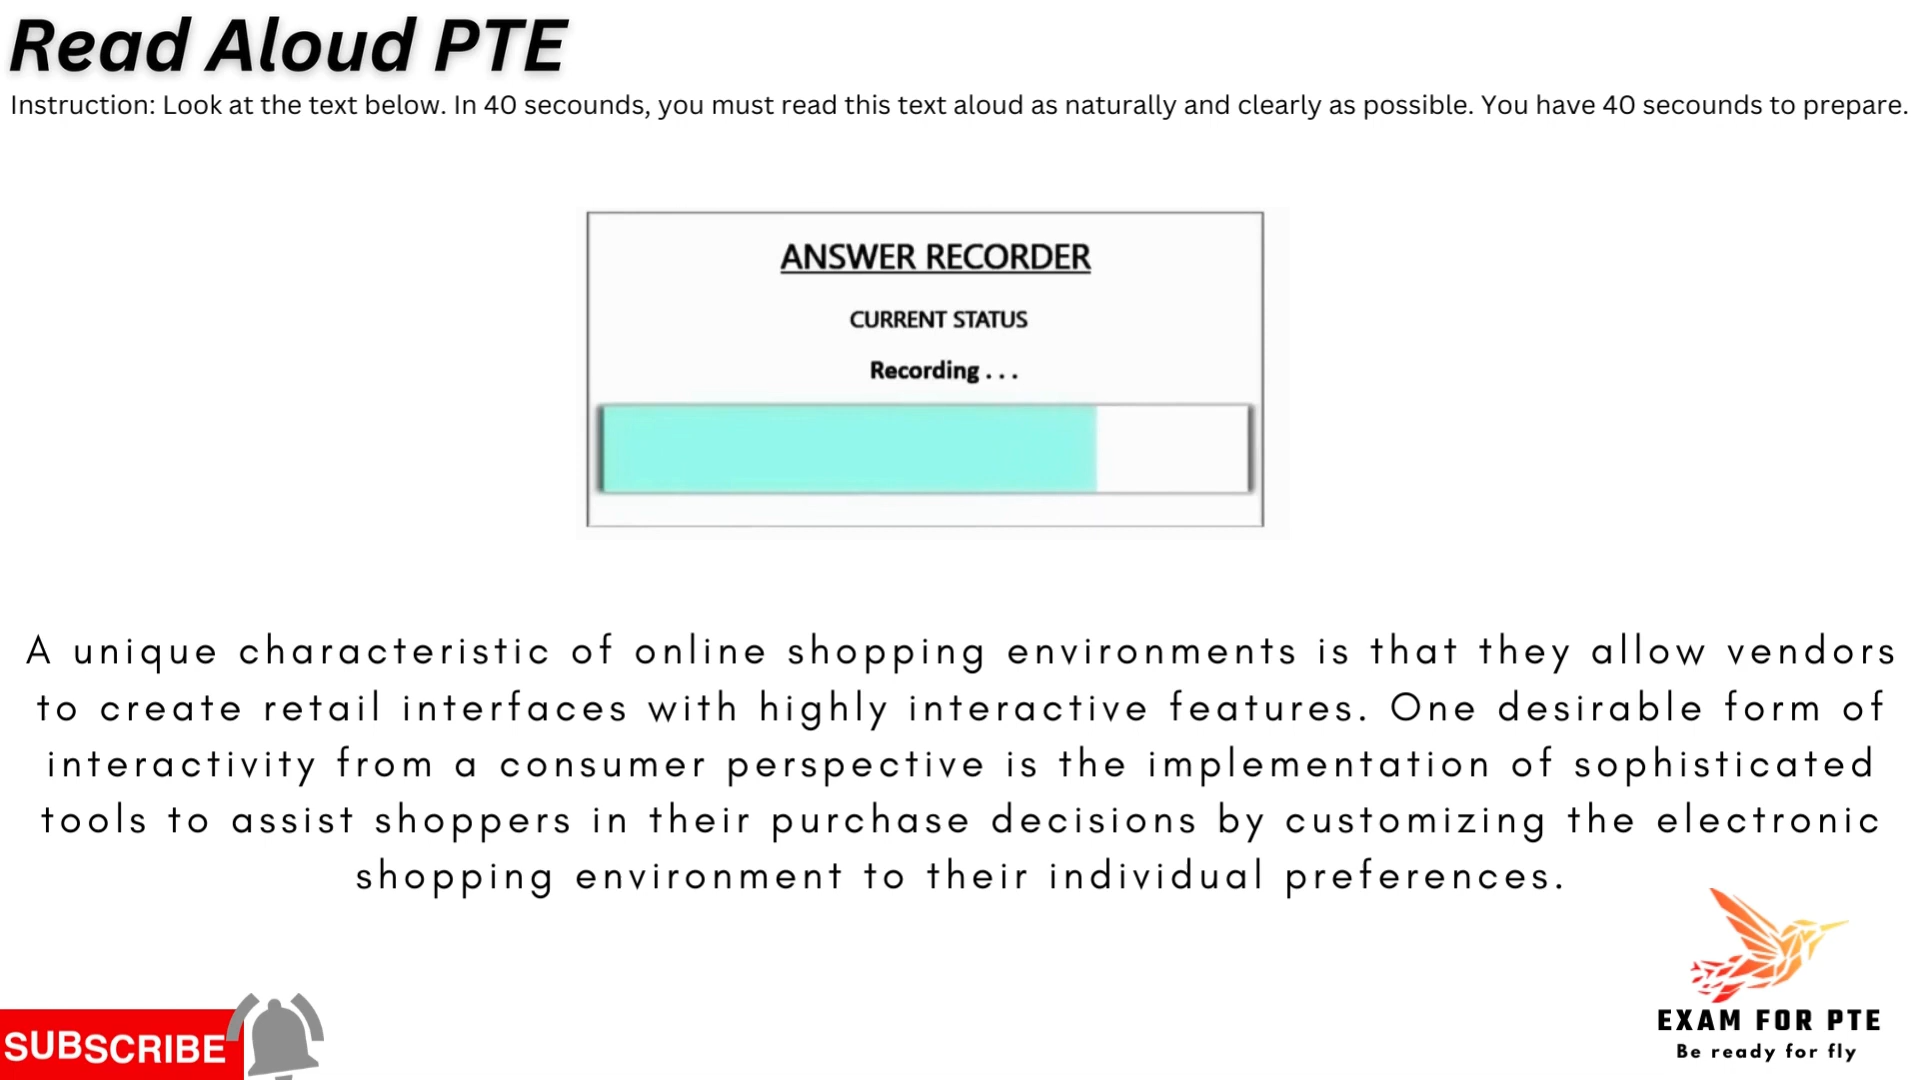 Read Aloud PTE
Instruction: Look at the text below. In 40 secounds, you must read this text aloud as naturally and clearly as possible. You have 40 secounds to prepare.
ANSWER RECORDER
CURRENT STATUS
Recording . . .
A unique characteristic of online shopping environments is that they allow vendors
to create retail interfaces with highly interactive features. One desirable form of
interactivity from a consumer perspective is the implementation of sophisticated
tools to assist shoppers in their purchase decisions by customizing the electronic
shopping environment to their individual preferences.
SUBSCRIBE
EXAM FOR PTE
Be ready for fly